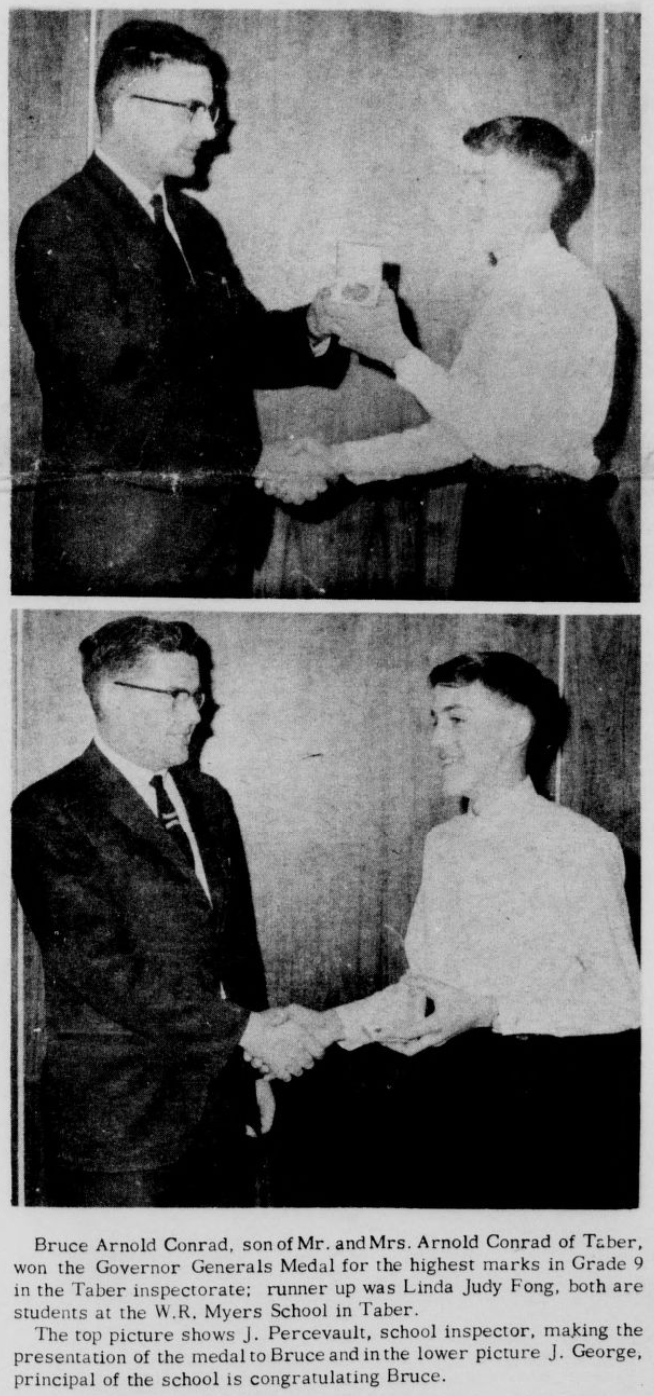 Bruce Arnold Conrad, son of Mr. and Mrs. Arnold Conrad of Taber,
won the Governor Generals Medal for the highest marks in Grade 9
in the Taber inspectorate; runner up was Linda Judy Fong, both are
students at the W.R. Myers School in Taber.
The top picture shows J. Percevault, school inspector, making the
presentation of the medal to Bruce and in the lower picture J. George,
principal of the school is congratulating Bruce.